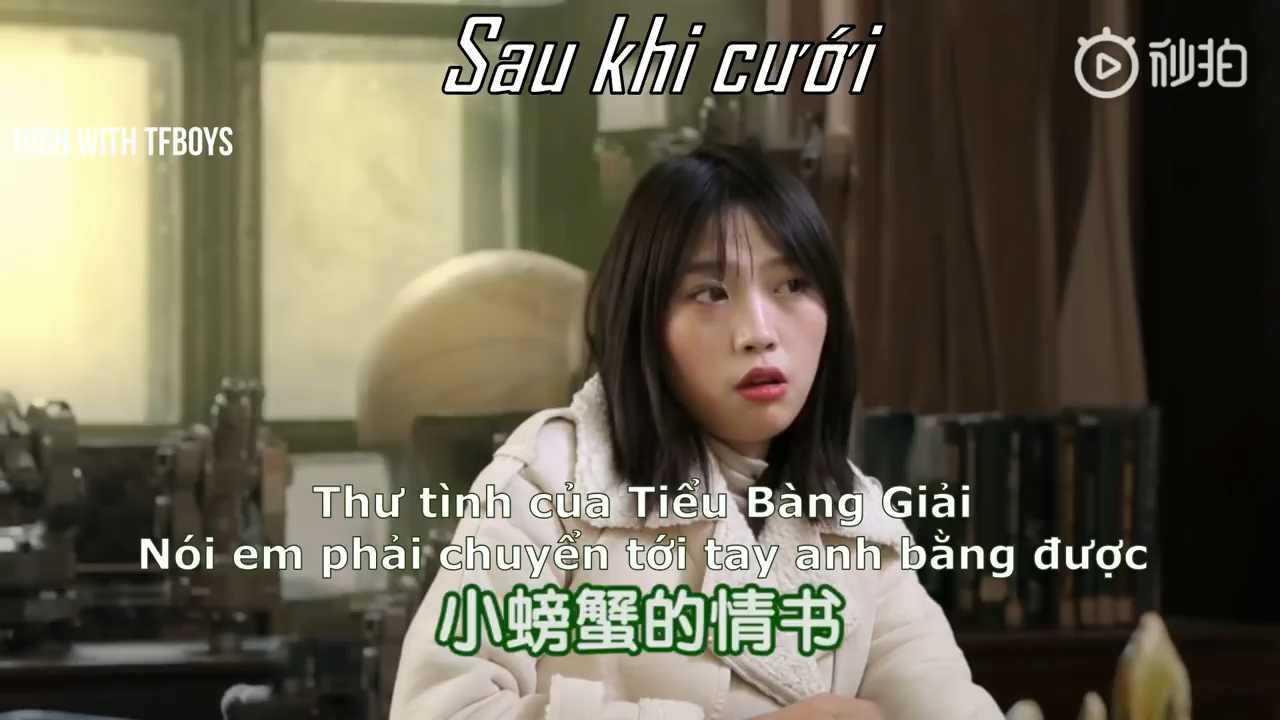 Sau khi cưới
秒拍
HIGH WITH TFBOYS
Thư tình của Tiểu Bàng Giải
Nói em phải chuyển tới tay anh bằng được
小螃蟹的情书